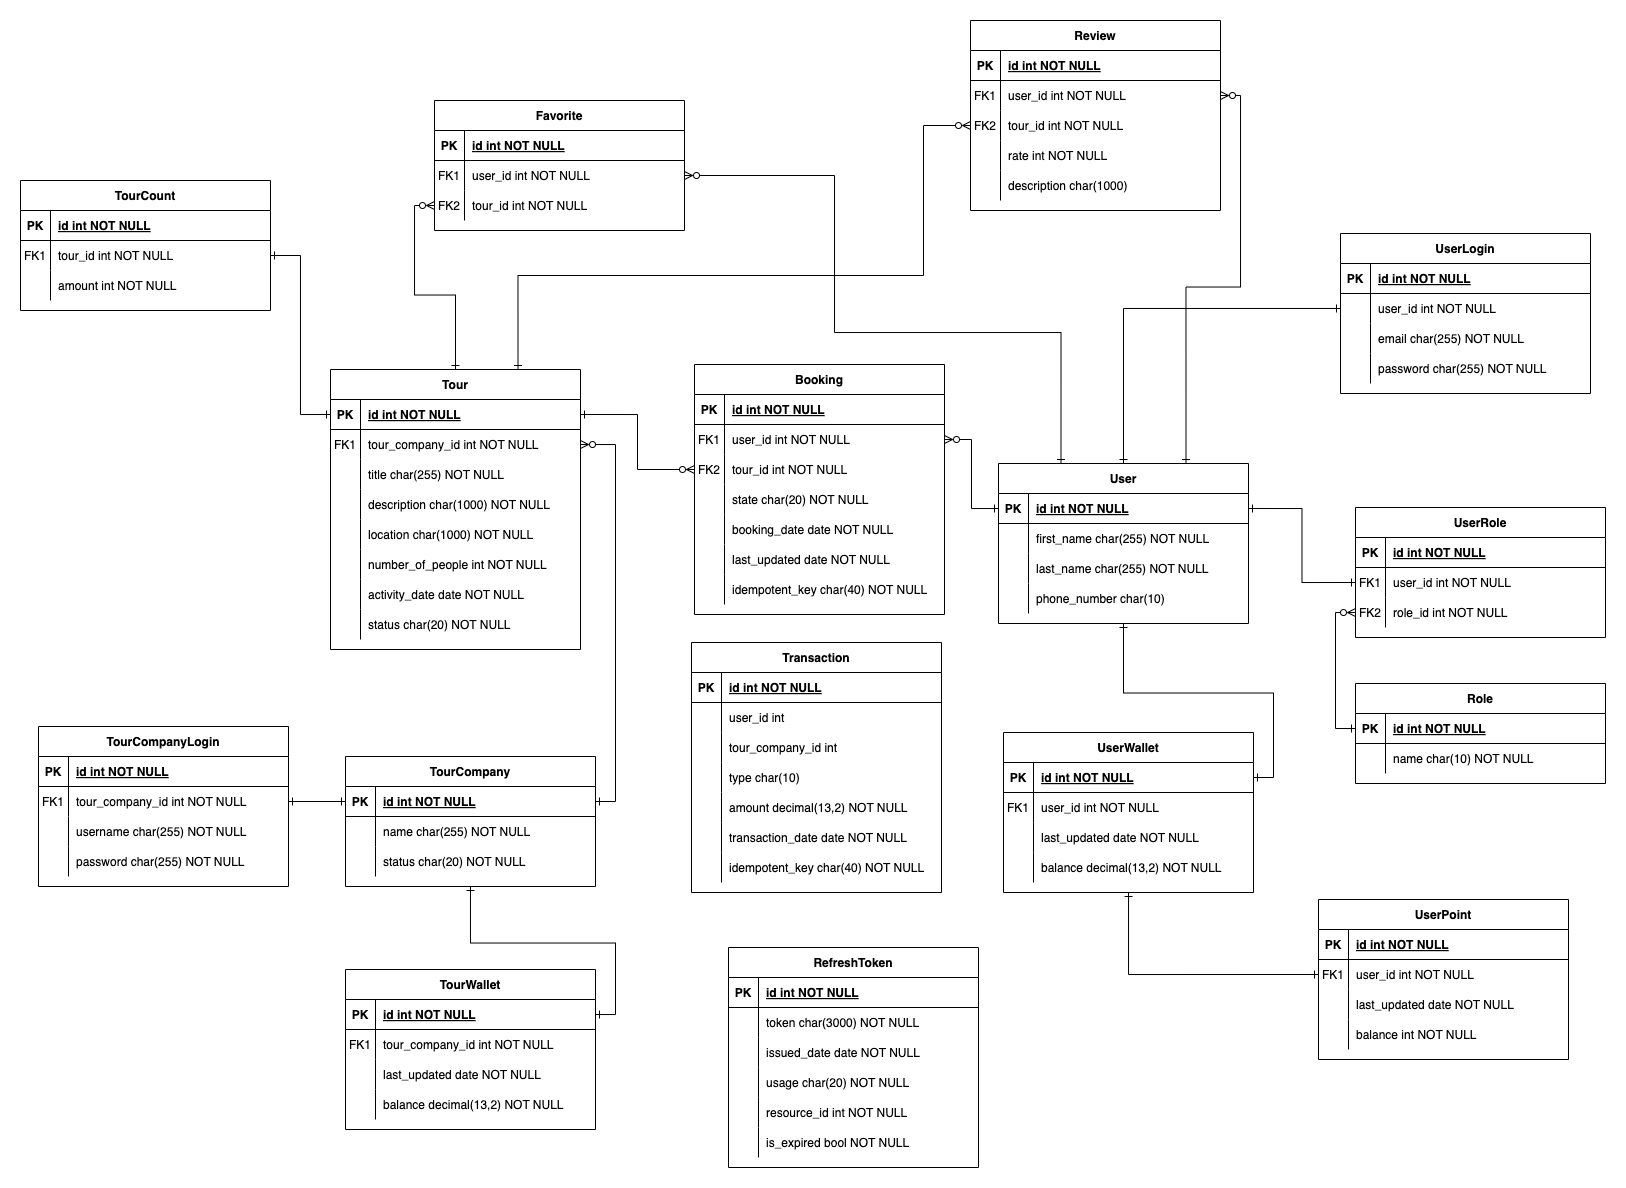 Review
PK id int NOT NULL
FK1 user_id int NOT NULL
FK2 tour_id int NOT NULL
rate int NOT NULL
description char(1000)
Favorite
PK id int NOT NULL
FK1 user_id int NOT NULL
FK2 tour_id int NOT NULL
TourCount
PK id int NOT NULL
FK1 tour_id int NOT NULL
amount int NOT NULL
UserLogin
PK id int NOT NULL
user_id int NOT NULL
email char(255) NOT NULL
password char(255) NOT NULL
Tour
PK id int NOT NULL
FK1 tour_company_id int NOT NULL
title char(255) NOT NULL
description char(1000) NOT NULL
location char(1000) NOT NULL
number_of_people int NOT NULL
activity_date date NOT NULL
status char(20) NOT NULL
Booking
PK id int NOT NULL
FK1 user_id int NOT NULL
FK2 tour_id int NOT NULL
state char(20) NOT NULL
booking_date date NOT NULL
last_updated date NOT NULL
idempotent_key char(40) NOT NULL
User
PK id int NOT NULL
first_name char(255) NOT NULL
last_name char(255) NOT NULL
phone_number char(10)
UserRole
PK id int NOT NULL
FK1 user_id int NOT NULL
FK2 role_id int NOT NULL
Transaction
PK id int NOT NULL
user_id int
tour_company_id int
type char(10)
amount decimal(13,2) NOT NULL
transaction_date date NOT NULL
idempotent_key char(40) NOT NULL
Role
PK id int NOT NULL
name char(10) NOT NULL
TourCompanyLogin
PK id int NOT NULL
FK1 tour_company_id int NOT NULL
username char(255) NOT NULL
password char(255) NOT NULL
TourCompany
PK id int NOT NULL
name char(255) NOT NULL
status char(20) NOT NULL
UserWallet
PK id int NOT NULL
FK1 user_id int NOT NULL
last_updated date NOT NULL
balance decimal(13,2) NOT NULL
UserPoint
PK id int NOT NULL
FK1 user_id int NOT NULL
last_updated date NOT NULL
balance int NOT NULL
RefreshToken
PK id int NOT NULL
token char(3000) NOT NULL
issued_date date NOT NULL
usage char(20) NOT NULL
resource_id int NOT NULL
is_expired bool NOT NULL
TourWallet
PK id int NOT NULL
FK1 tour_company_id int NOT NULL
last_updated date NOT NULL
balance decimal(13,2) NOT NULL